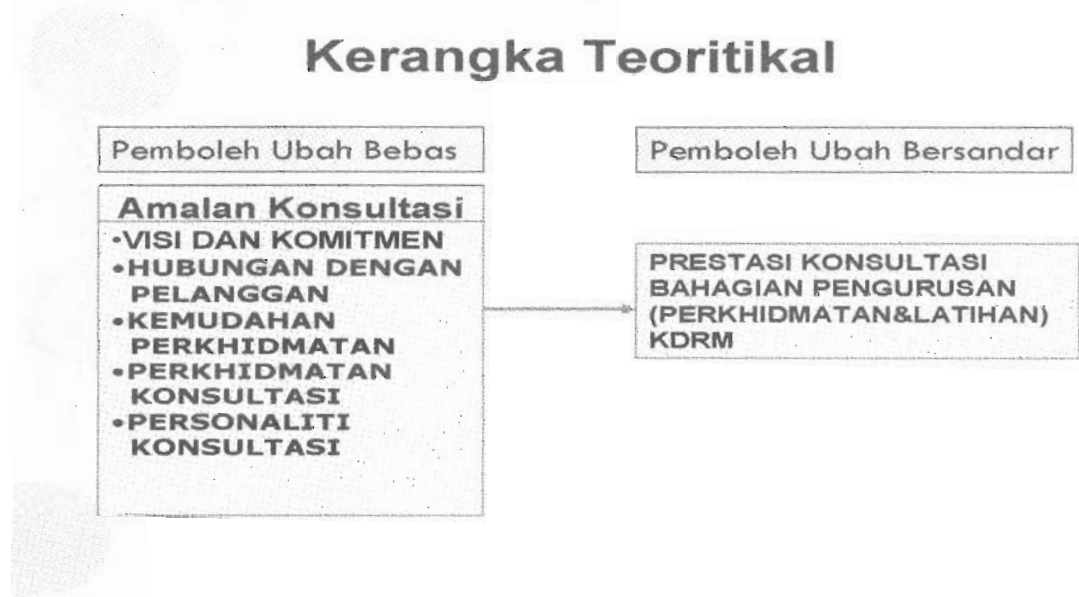 Kerangka Teoritikal
Pemboleh Ubah Bebas
Amalan Konsultasi
•VISI DAN KOMITMEN
•HUBUNGAN DENGAN
PELANGGAN
•KEMUDAHAN
PERKHIDMATAN
•PERKHIDMATAN
KONSULTASI
•PERSONALITI
KONSULTASI
Pemboleh Ubah Bersandar
PRESTASI KONSULTASI
BAHAGIAN PENGURUSAN
(PERKHIDMATAN&LATIHAN)
KDRM